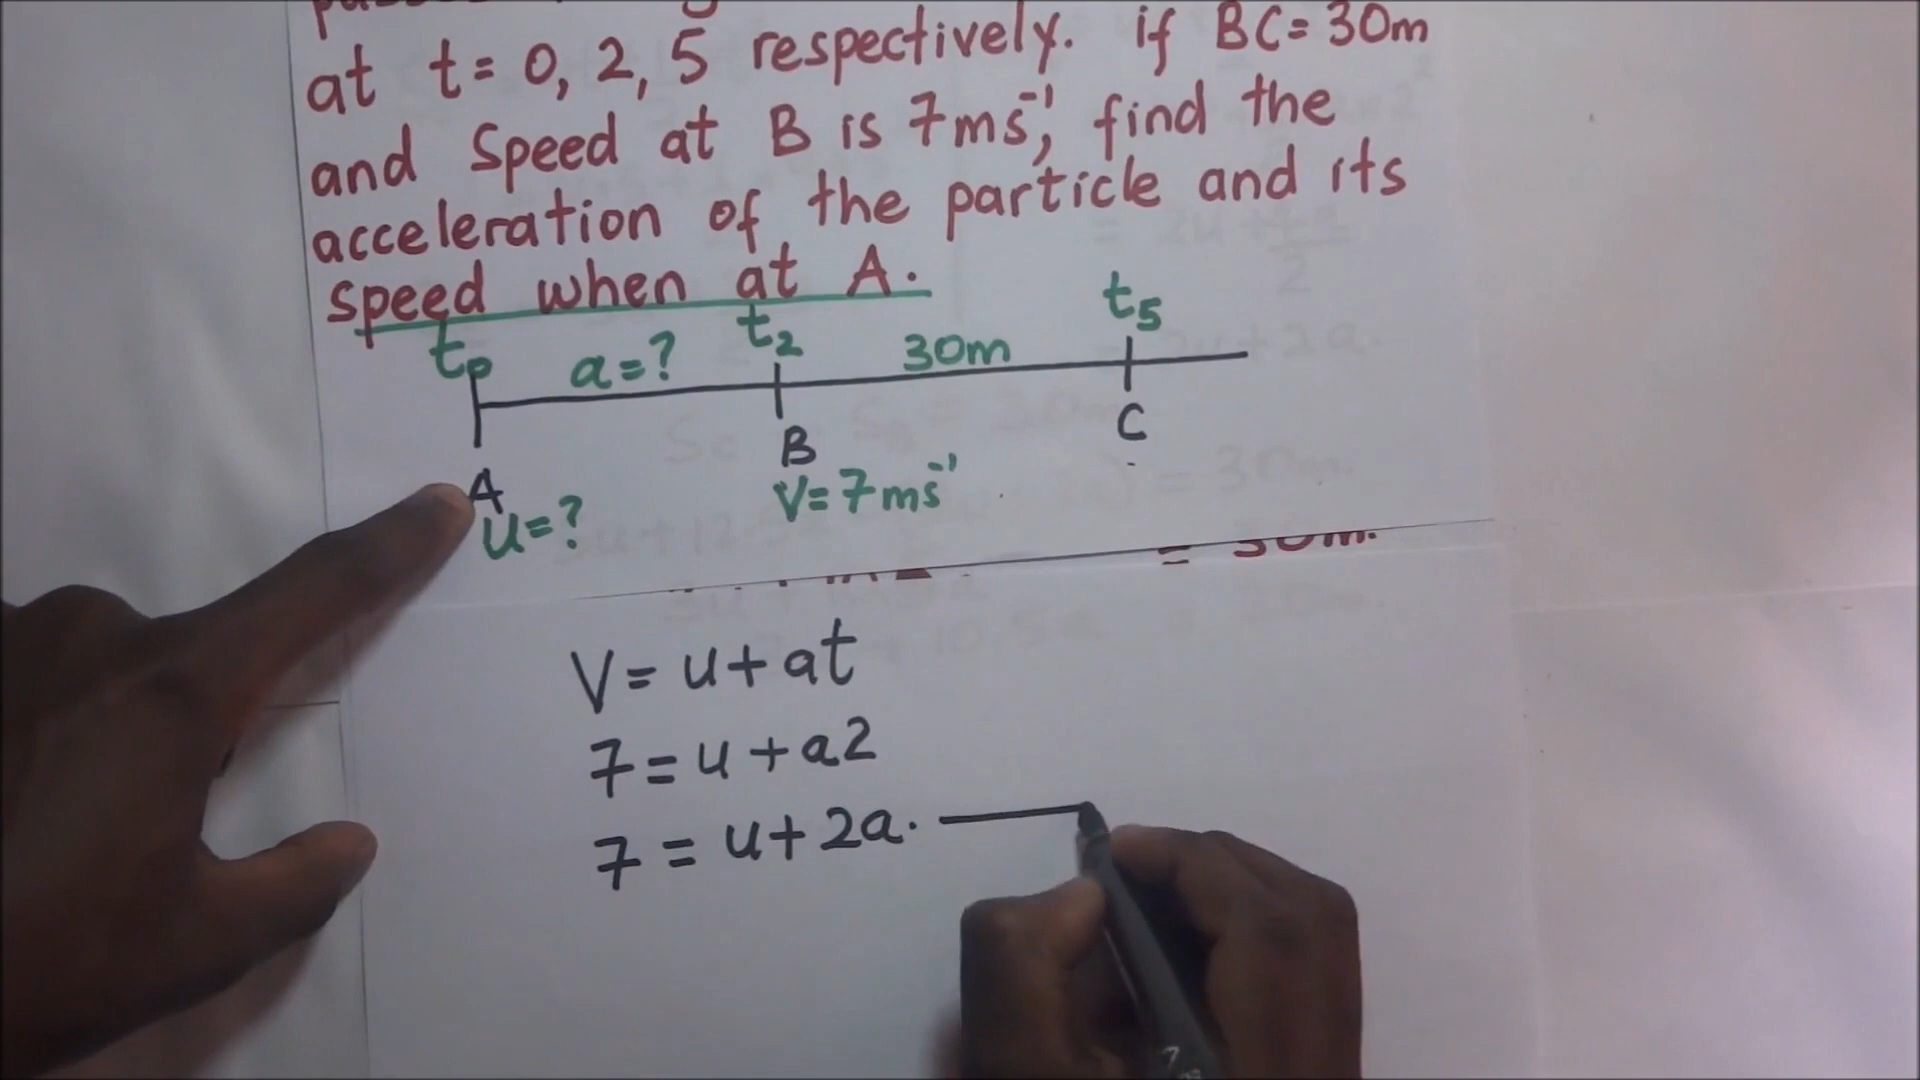 at t= 0, 2, 5 respectively. if BC= 30m
and Speed at B is 7ms⁻¹, find the
acceleration of the particle and its
speed when at A.
t₀ a=? t₂ 30m t₅
A B C
u=? V= 7ms⁻¹
= 30m.
V= u+at
7= u+a2
7 = u+2a.